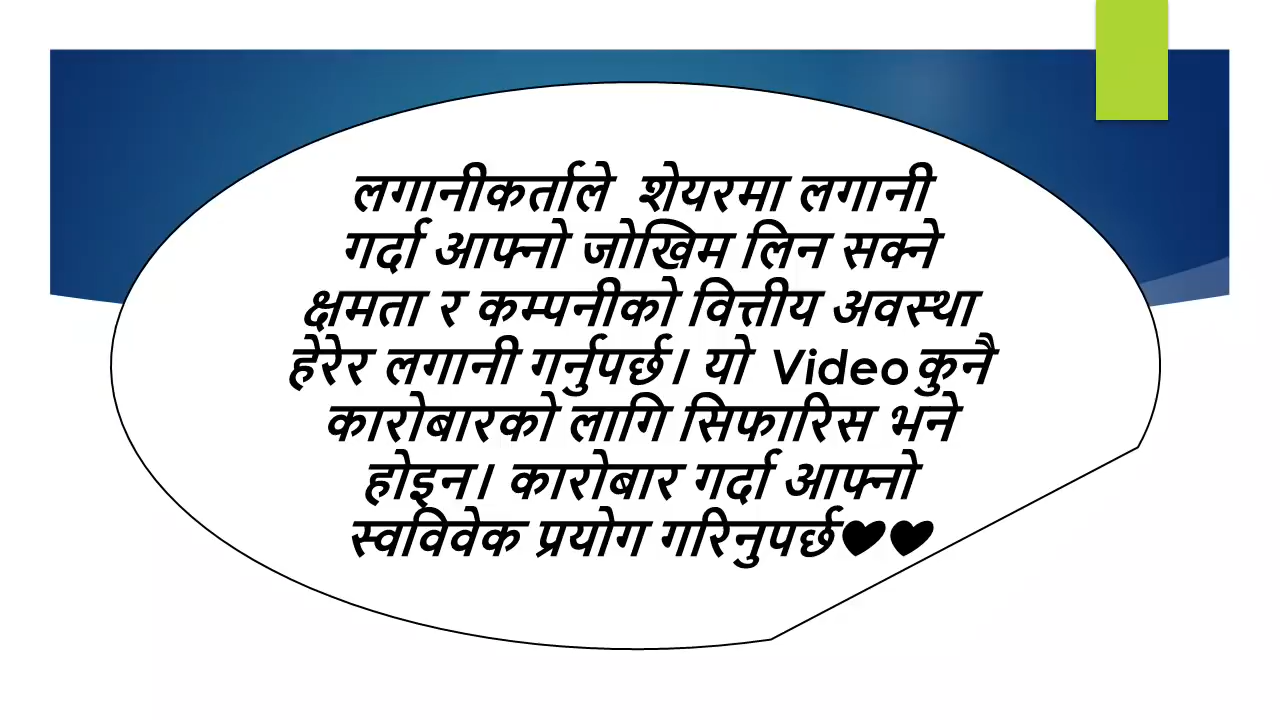 लगानीकर्ताले शेयरमा लगानी
गर्दा आफ्नो जोखिम लिन सक्ने
क्षमता र कम्पनीको वित्तीय अवस्था
हेरेर लगानी गर्नुपर्छ। यो Video कुनै
कारोबारको लागि सिफारिस भने
होइन। कारोबार गर्दा आफ्नो
स्वविवेक प्रयोग गरिनुपर्छ🖤🖤